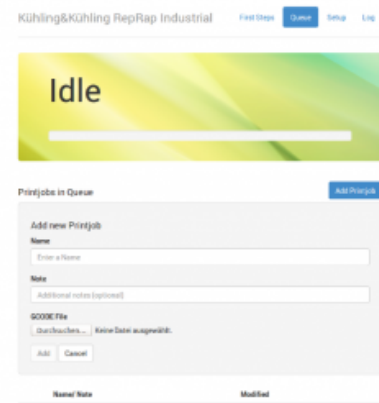 Kühling&Kühling RepRap Industrial First Steps Queue Setup Log
Idle
Printjobs in Queue Add Printjob
Add new Printjob
Name
Enter a Name
Note
Additional notes (optional)
GCODE File
Durchsuchen... Keine Datei ausgewählt.
Add Cancel
Name/ Note Modified